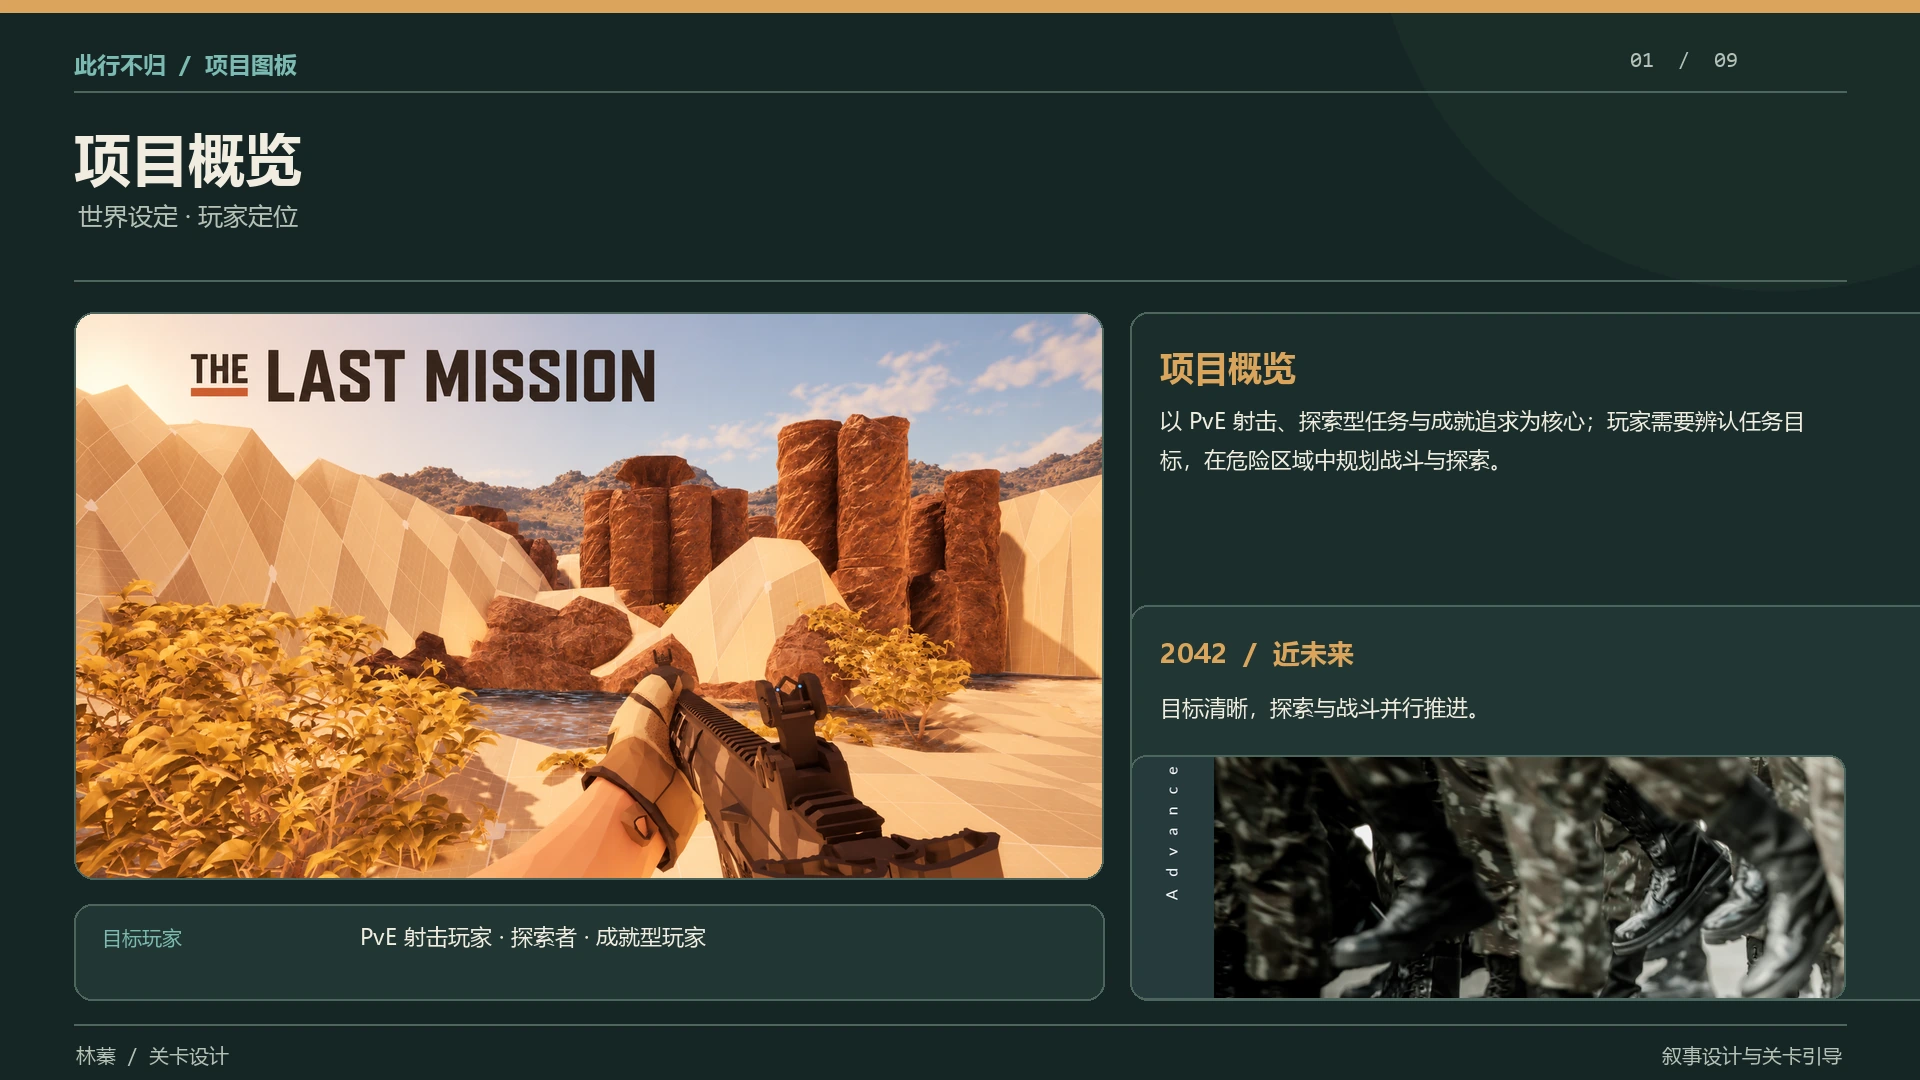 此行不归 / 项目图板
01 / 09
项目概览
世界设定 · 玩家定位
THE LAST MISSION
项目概览
以 PvE 射击、探索型任务与成就追求为核心；玩家需要辨认任务目
标，在危险区域中规划战斗与探索。
2042 / 近未来
目标清晰，探索与战斗并行推进。
Advance
目标玩家
PvE 射击玩家 · 探索者 · 成就型玩家
林蓁 / 关卡设计
叙事设计与关卡引导